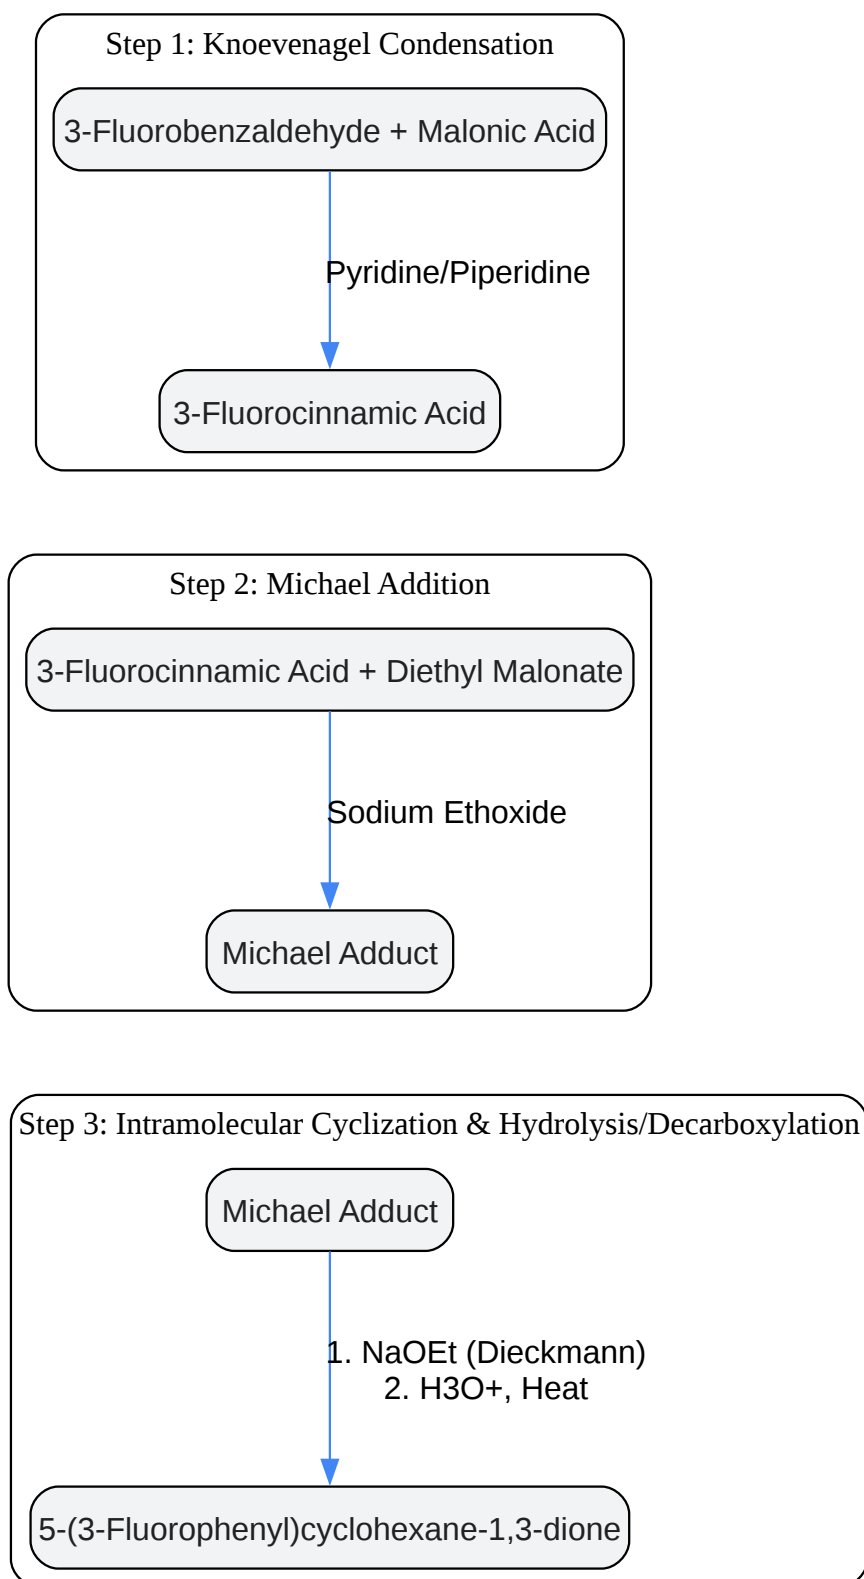 Step 1: Knoevenagel Condensation
3-Fluorobenzaldehyde + Malonic Acid
Pyridine/Piperidine
3-Fluorocinnamic Acid
Step 2: Michael Addition
3-Fluorocinnamic Acid + Diethyl Malonate
Sodium Ethoxide
Michael Adduct
Step 3: Intramolecular Cyclization & Hydrolysis/Decarboxylation
Michael Adduct
1. NaOEt (Dieckmann)
2. H3O+, Heat
5-(3-Fluorophenyl)cyclohexane-1,3-dione